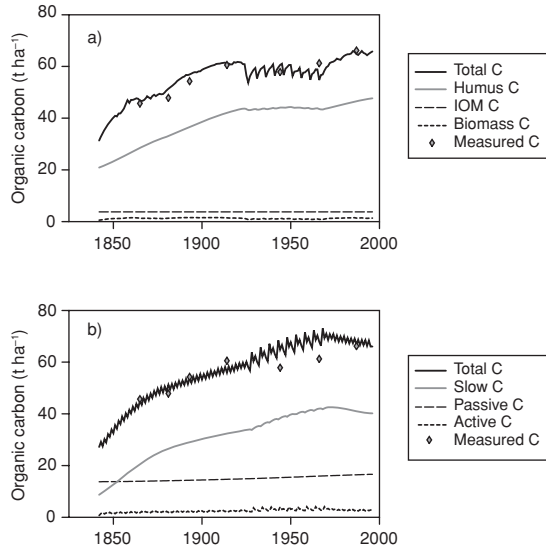 a)
Organic carbon (t ha⁻¹)
80
60
40
20
0
1850 1900 1950 2000
Total C
Humus C
IOM C
Biomass C
Measured C
b)
Organic carbon (t ha⁻¹)
80
60
40
20
0
1850 1900 1950 2000
Total C
Slow C
Passive C
Active C
Measured C